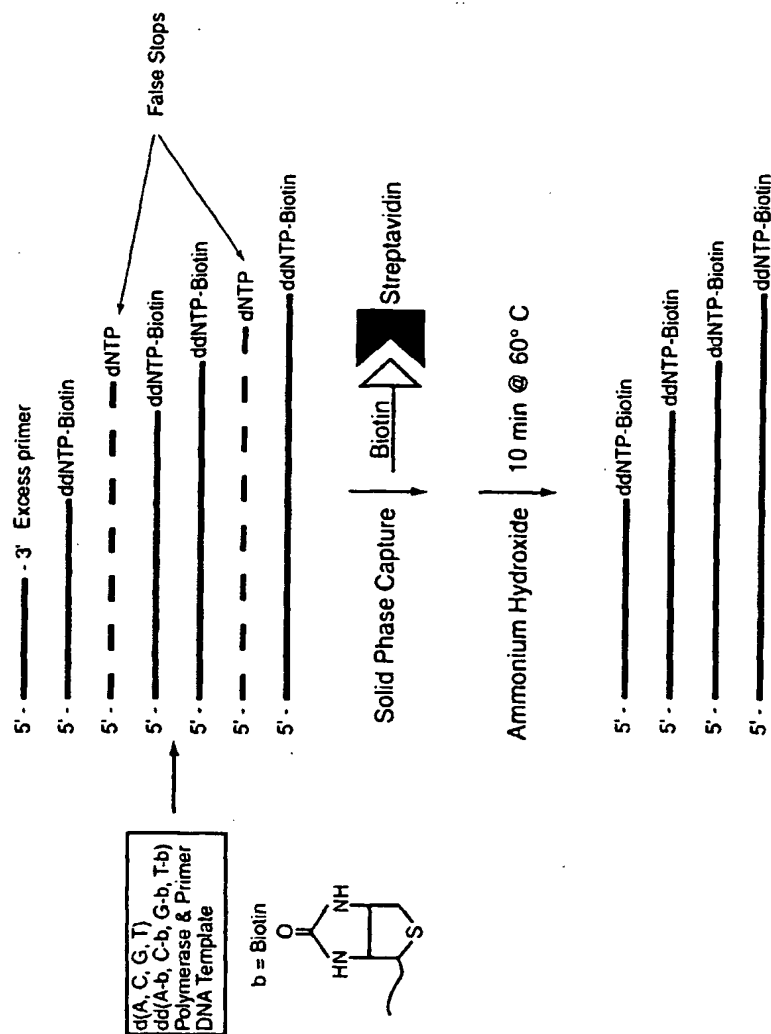 d(A, C, G, T)
dd(A-b, C-b, G-b, T-b)
Polymerase & Primer
DNA Template
b = Biotin
O
HN
NH
S
5' - - 3' Excess primer
5' - ddNTP-Biotin
5' - dNTP
5' - ddNTP-Biotin
5' - ddNTP-Biotin
5' - dNTP
5' - ddNTP-Biotin
False Stops
Solid Phase Capture
Biotin
Streptavidin
Ammonium Hydroxide 10 min @ 60° C
5' - ddNTP-Biotin
5' - ddNTP-Biotin
5' - ddNTP-Biotin
5' - ddNTP-Biotin